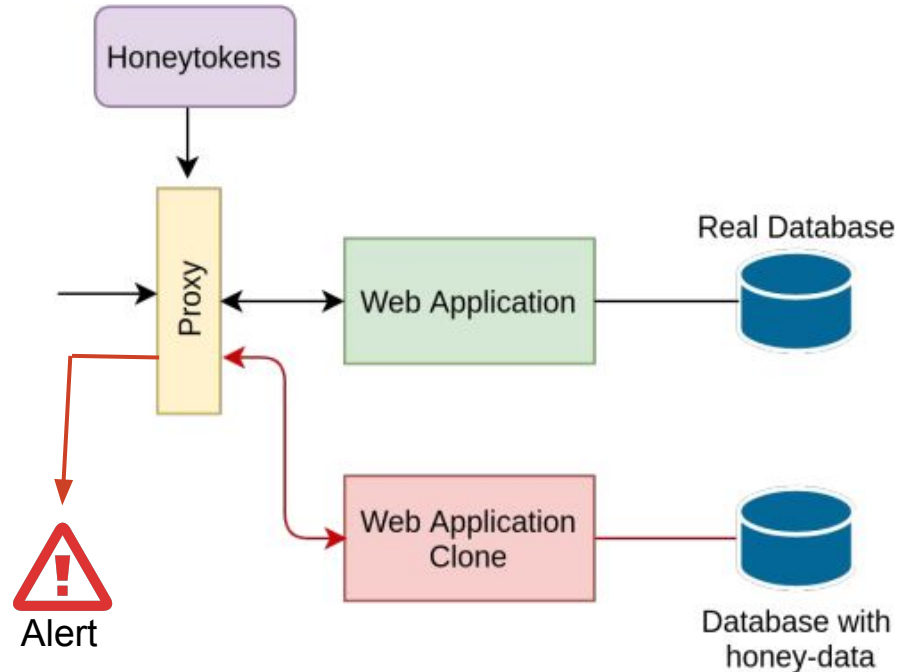 Honeytokens
Proxy
Real Database
Web Application
Web Application
Clone
Alert
Database with
honey-data